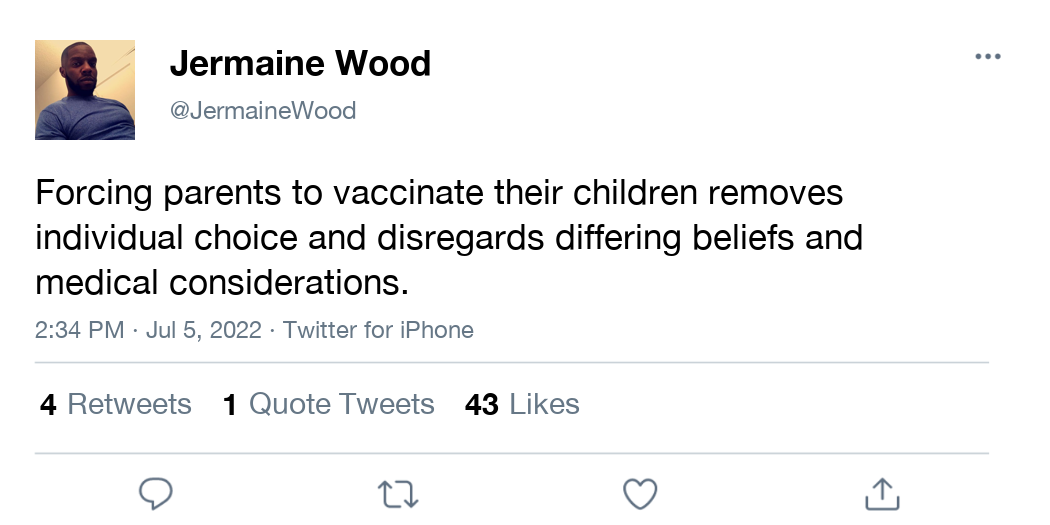 Jermaine Wood
@JermaineWood
Forcing parents to vaccinate their children removes
individual choice and disregards differing beliefs and
medical considerations.
2:34 PM · Jul 5, 2022 · Twitter for iPhone
4 Retweets 1 Quote Tweets 43 Likes